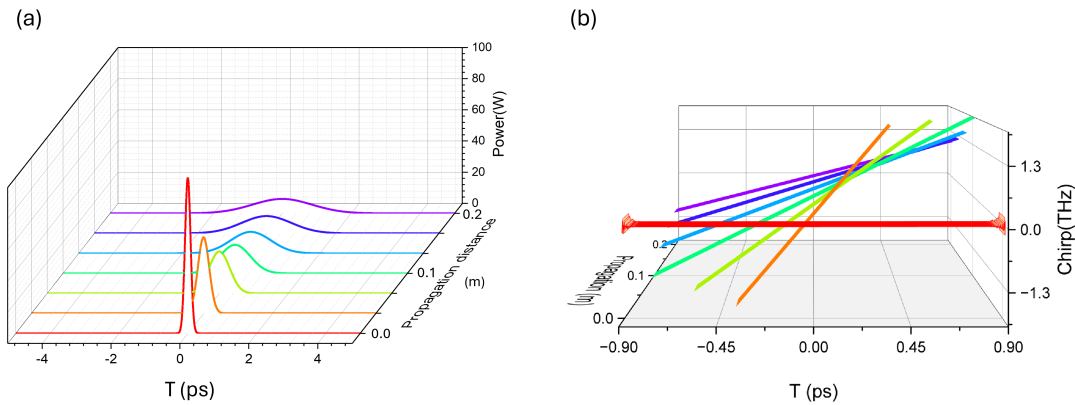 (a)
100
80
60
40
20
0
Power(W)
0.2
0.1
0.0
Propagation distance
(m)
-4
-2
0
2
4
T (ps)
(b)
1.3
0.0
-1.3
Chirp(THz)
0.2
0.1
0.0
Propagation (m)
-0.90
-0.45
0.00
0.45
0.90
T (ps)